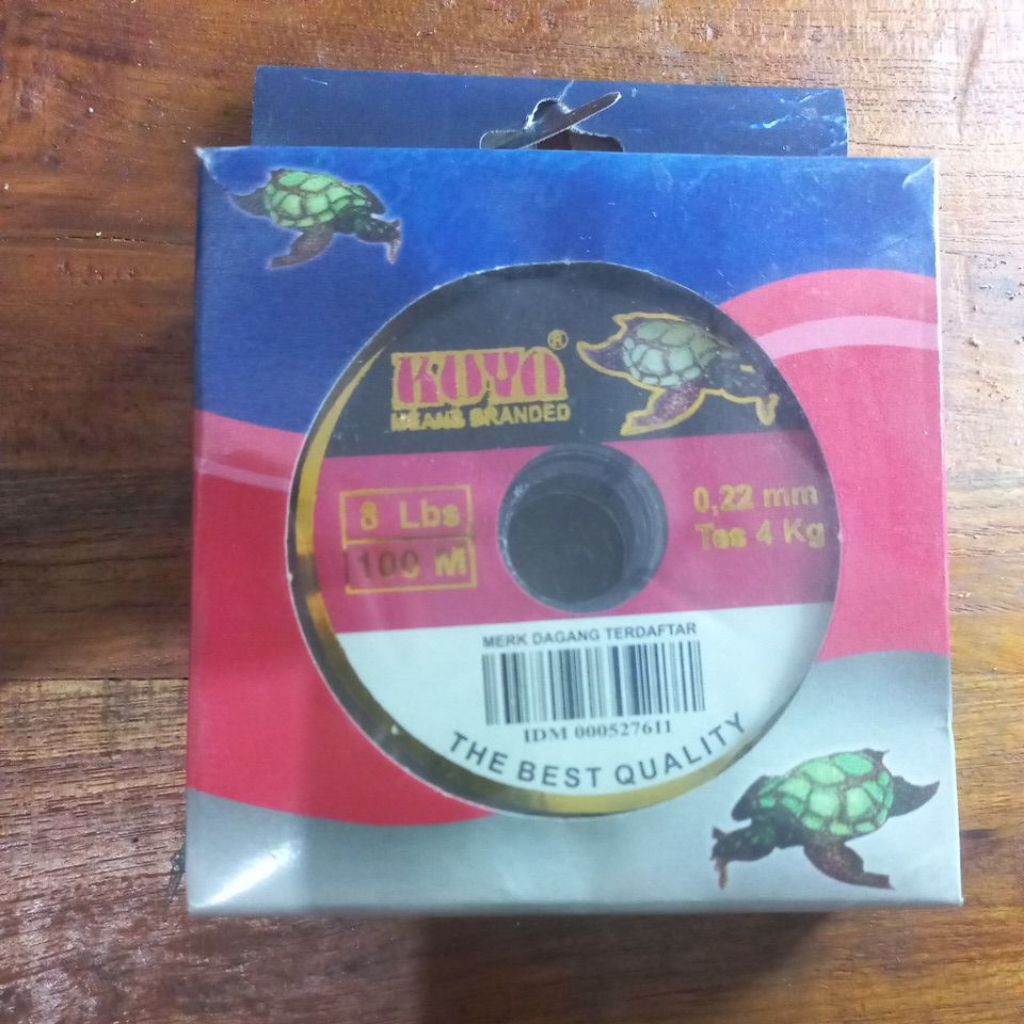 KUYA®
MEANS BRANDED
8 Lbs
100 M
0,22 mm
Tes 4 Kg
MERK DAGANG TERDAFTAR
IDM 000527611
THE BEST QUALITY